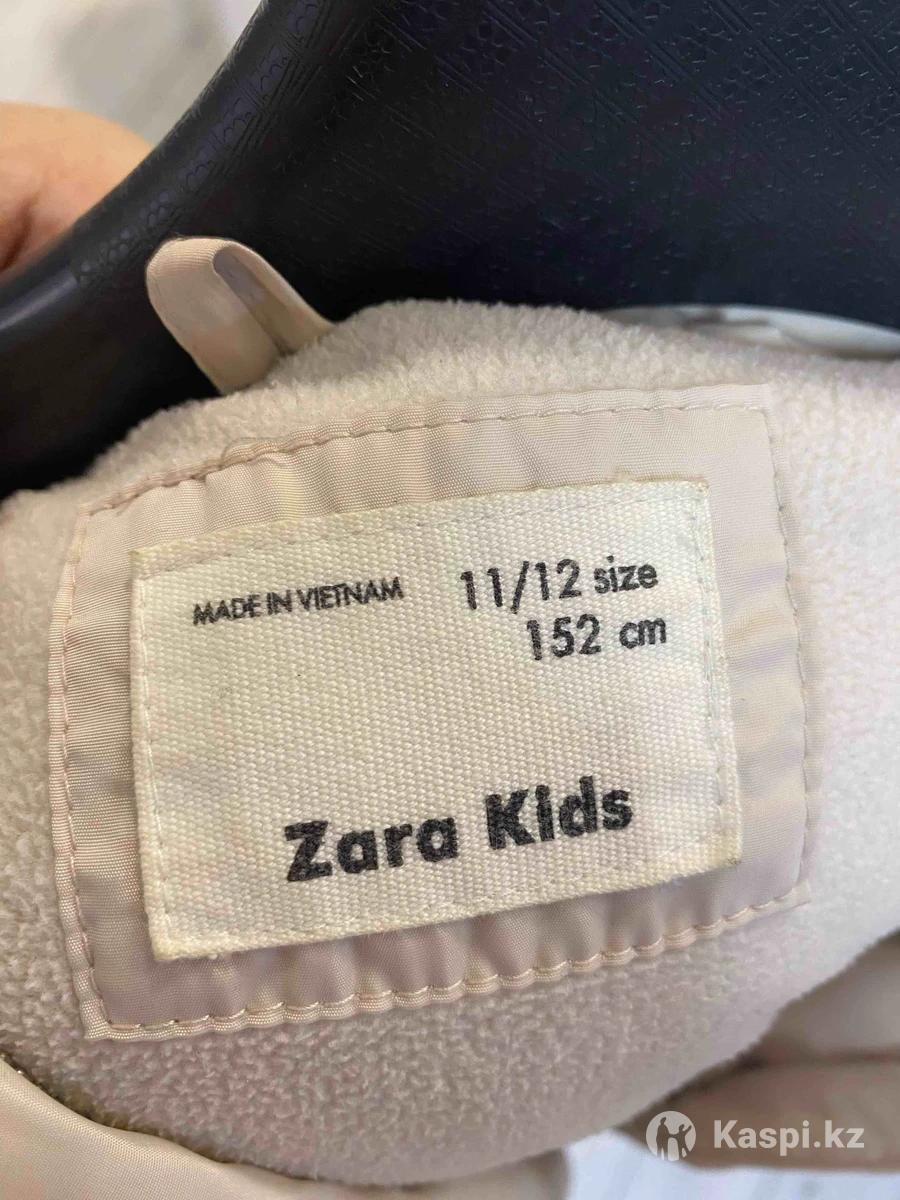 MADE IN VIETNAM
11/12 size
152 cm
Zara Kids
Kaspi.kz